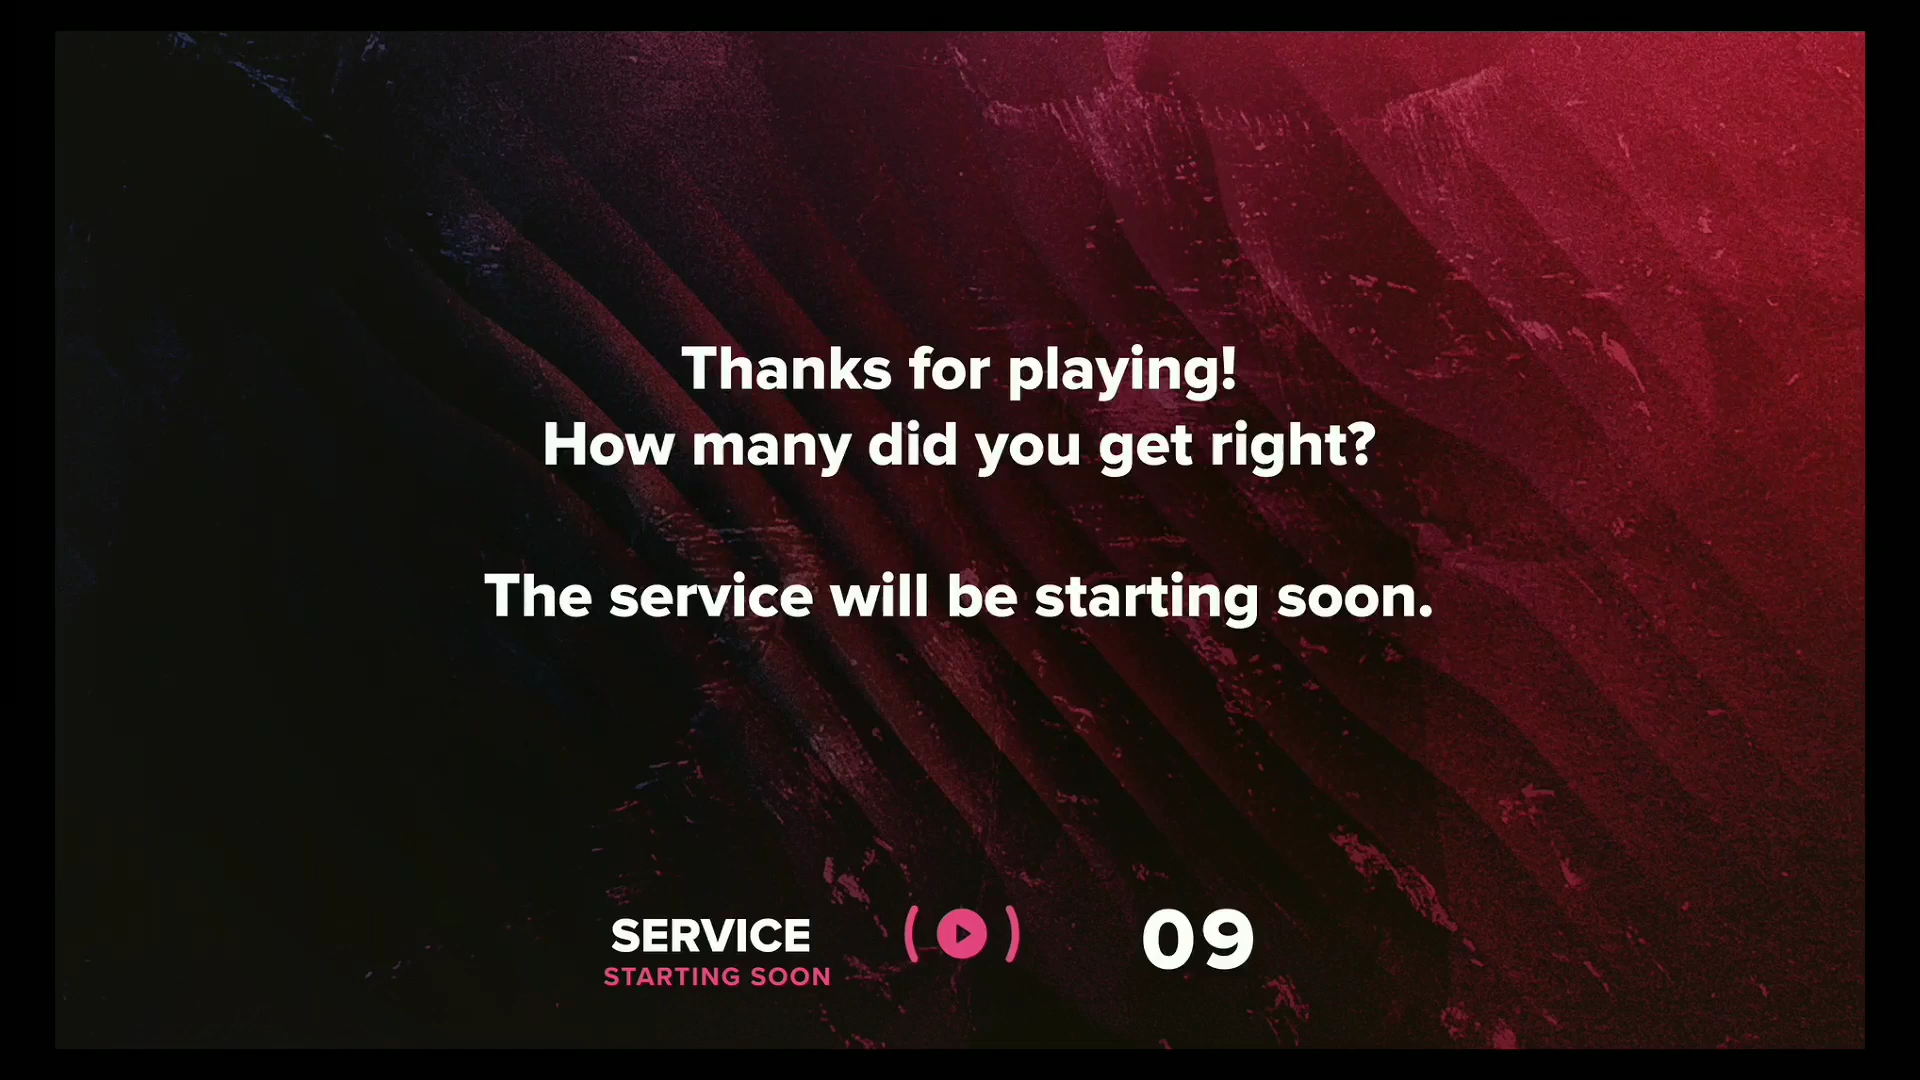 Thanks for playing!
How many did you get right?
The service will be starting soon.
SERVICE
STARTING SOON
09